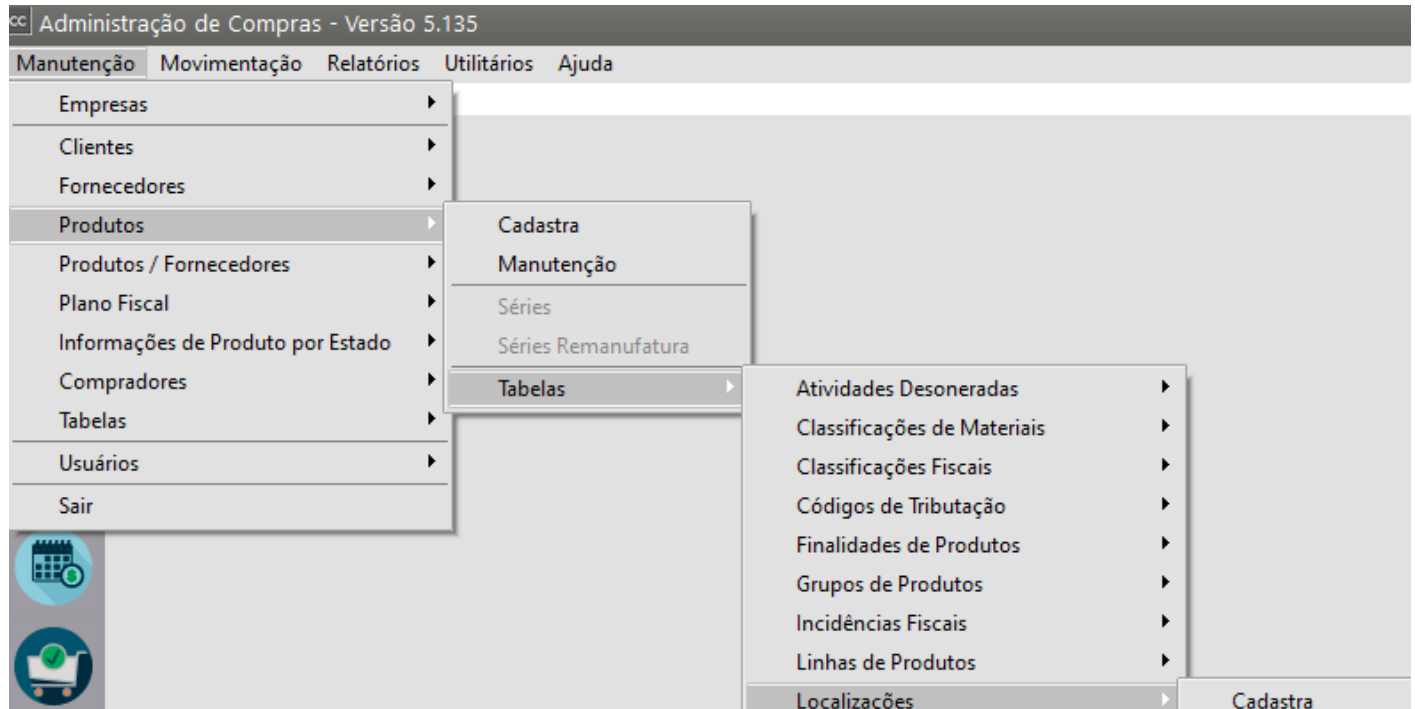 cc Administração de Compras - Versão 5.135
Manutenção Movimentação Relatórios Utilitários Ajuda
Empresas
Clientes
Fornecedores
Produtos
Produtos / Fornecedores
Plano Fiscal
Informações de Produto por Estado
Compradores
Tabelas
Usuários
Sair
Cadastra
Manutenção
Séries
Séries Remanufatura
Tabelas
Atividades Desoneradas
Classificações de Materiais
Classificações Fiscais
Códigos de Tributação
Finalidades de Produtos
Grupos de Produtos
Incidências Fiscais
Linhas de Produtos
Localizações
Cadastra